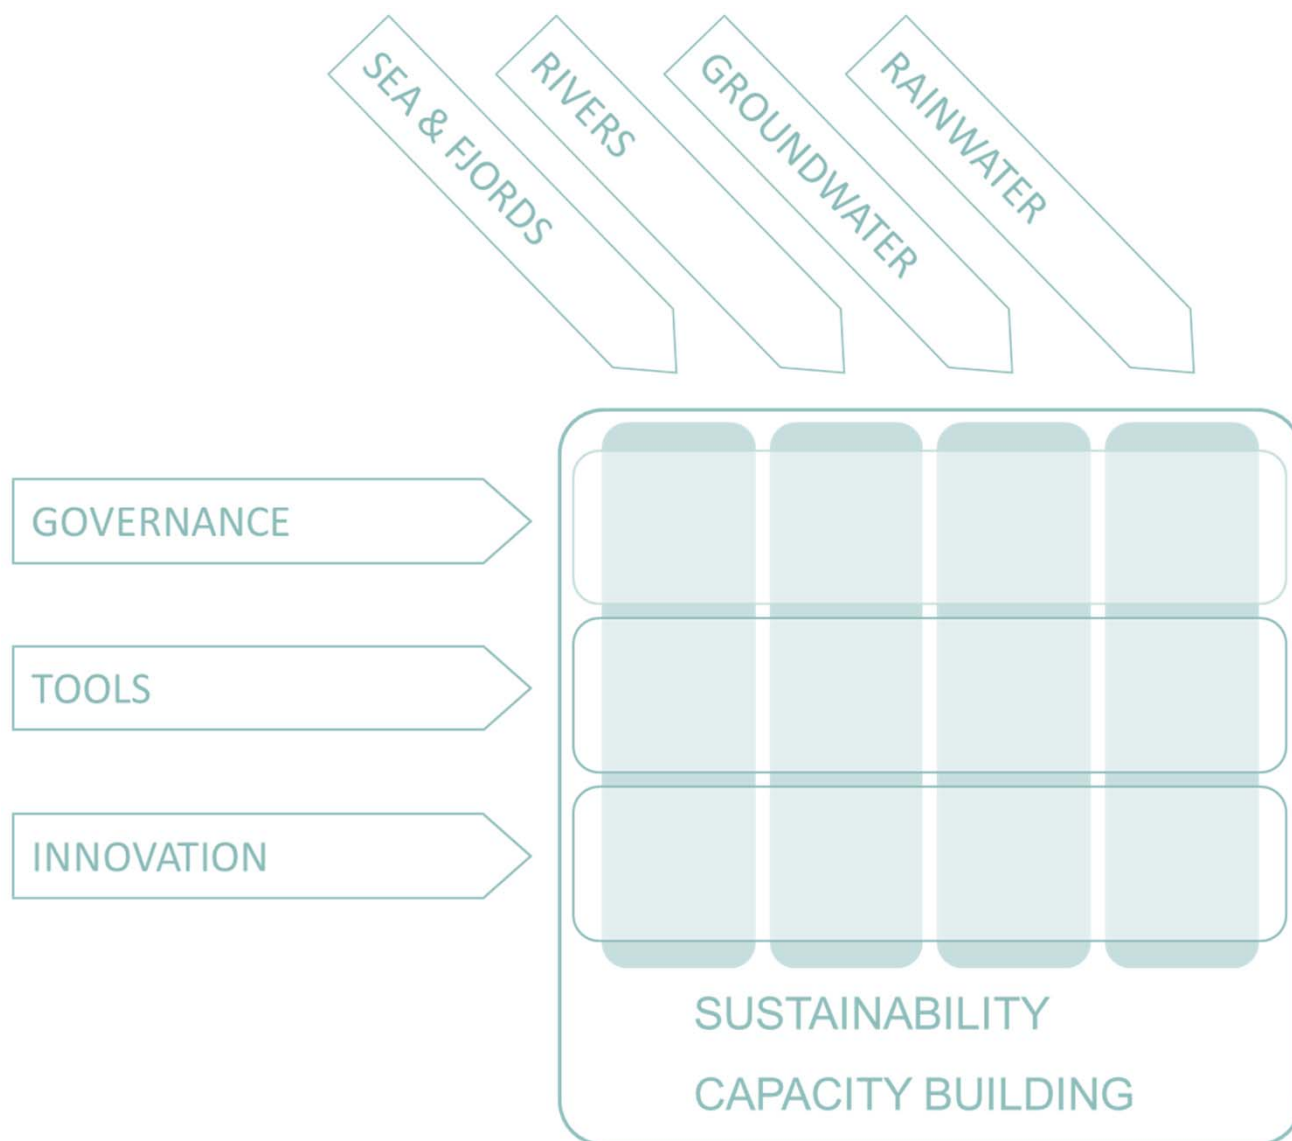 SEA & FJORDS
RIVERS
GROUNDWATER
RAINWATER
GOVERNANCE
TOOLS
INNOVATION
SUSTAINABILITY
CAPACITY BUILDING